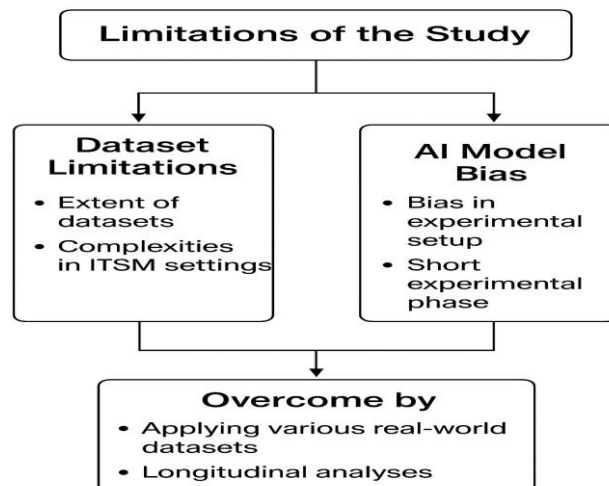 Limitations of the Study
Dataset
Limitations
• Extent of
datasets
• Complexities
in ITSM settings
AI Model
Bias
• Bias in
experimental
setup
• Short
experimental
phase
Overcome by
• Applying various real-world
datasets
• Longitudinal analyses